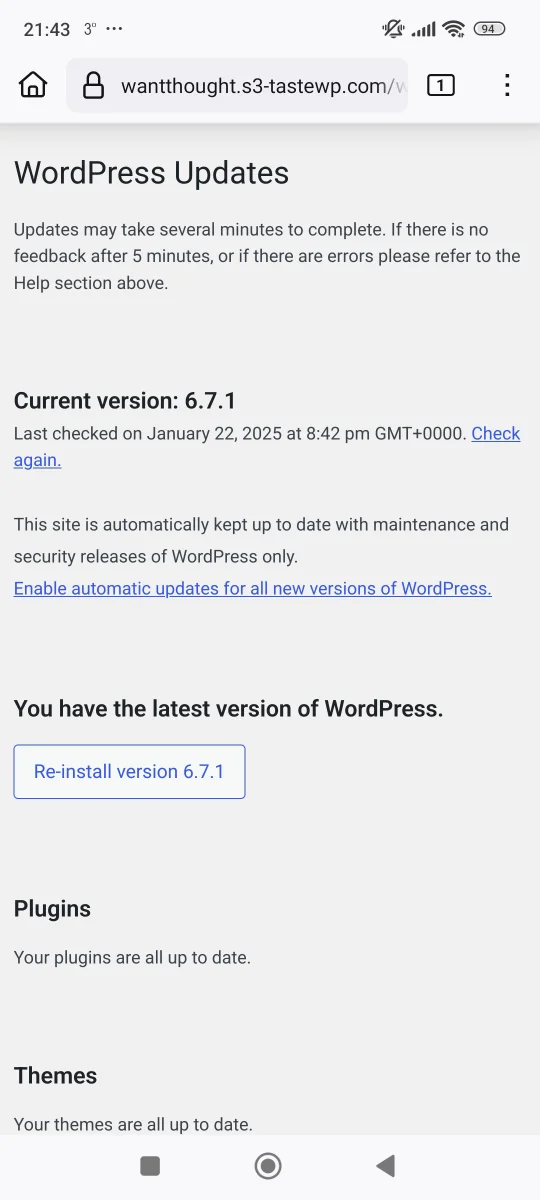 21:43 3° ...
94
wantthought.s3-tastewp.com/w
1
WordPress Updates
Updates may take several minutes to complete. If there is no
feedback after 5 minutes, or if there are errors please refer to the
Help section above.
Current version: 6.7.1
Last checked on January 22, 2025 at 8:42 pm GMT+0000. Check
again.
This site is automatically kept up to date with maintenance and
security releases of WordPress only.
Enable automatic updates for all new versions of WordPress.
You have the latest version of WordPress.
Re-install version 6.7.1
Plugins
Your plugins are all up to date.
Themes
Your themes are all up to date.